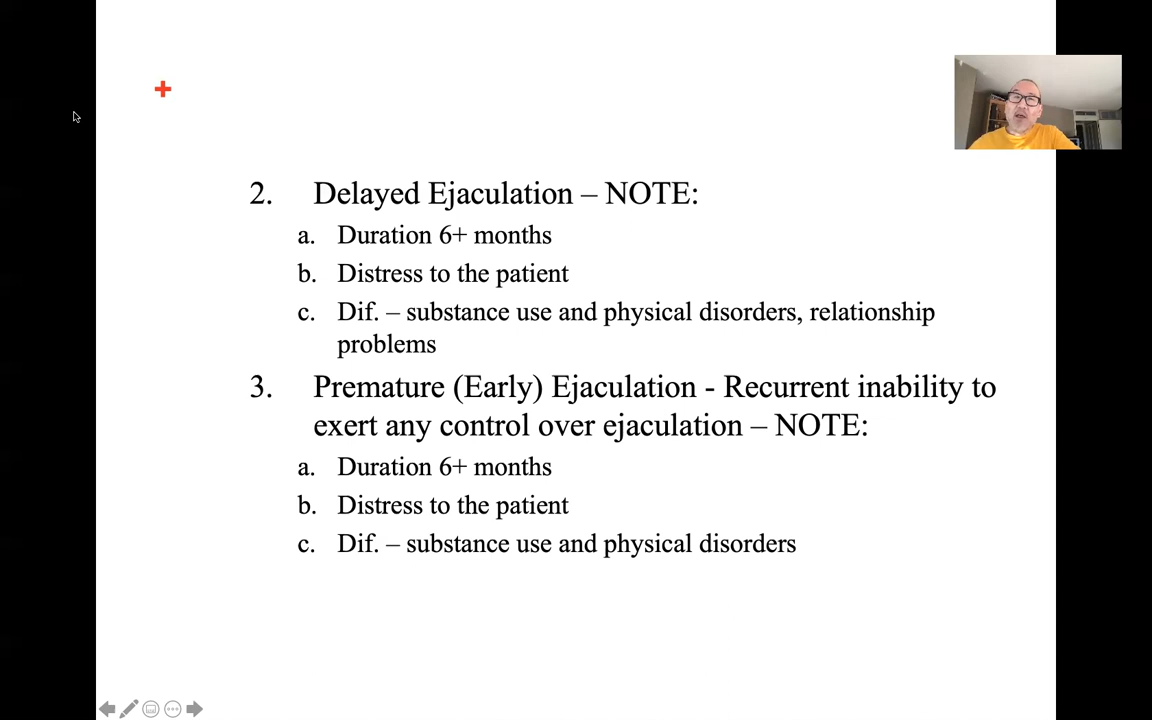 2. Delayed Ejaculation – NOTE:
a. Duration 6+ months
b. Distress to the patient
c. Dif. – substance use and physical disorders, relationship
problems
3. Premature (Early) Ejaculation - Recurrent inability to
exert any control over ejaculation – NOTE:
a. Duration 6+ months
b. Distress to the patient
c. Dif. – substance use and physical disorders